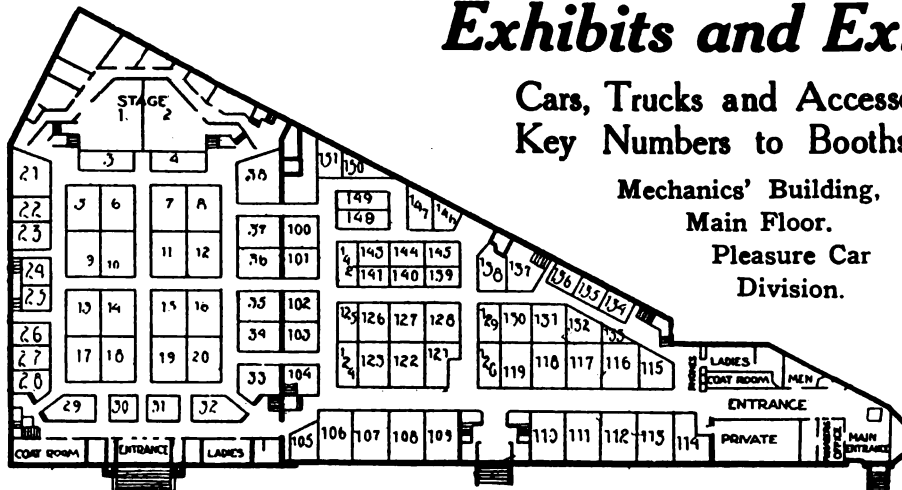 Exhibits and Ex
Cars, Trucks and Access
Key Numbers to Booths
Mechanics' Building,
Main Floor.
Pleasure Car
Division.
STAGE
1. 2
3 4
21
22
23
24
25
26
27
28
5 6 7 8
9 10 11 12
13 14 15 16
17 18 19 20
29 30 31 32
38
37 100
36 101
35 102
34 103
33 104
151 150
149
148
147 146
142 143 144 145
141 140 139
138 137
136 135 134
125 126 127 128
124 123 122 121
129 130 131 132 133
120 119 118 117 116 115
105 106 107 108 109
110 111 112 113 114
PHONES
LADIES
COAT ROOM
MEN
ENTRANCE
PRIVATE
OFFICE
MAIN
ENTRANCE
COAT ROOM
ENTRANCE
LADIES